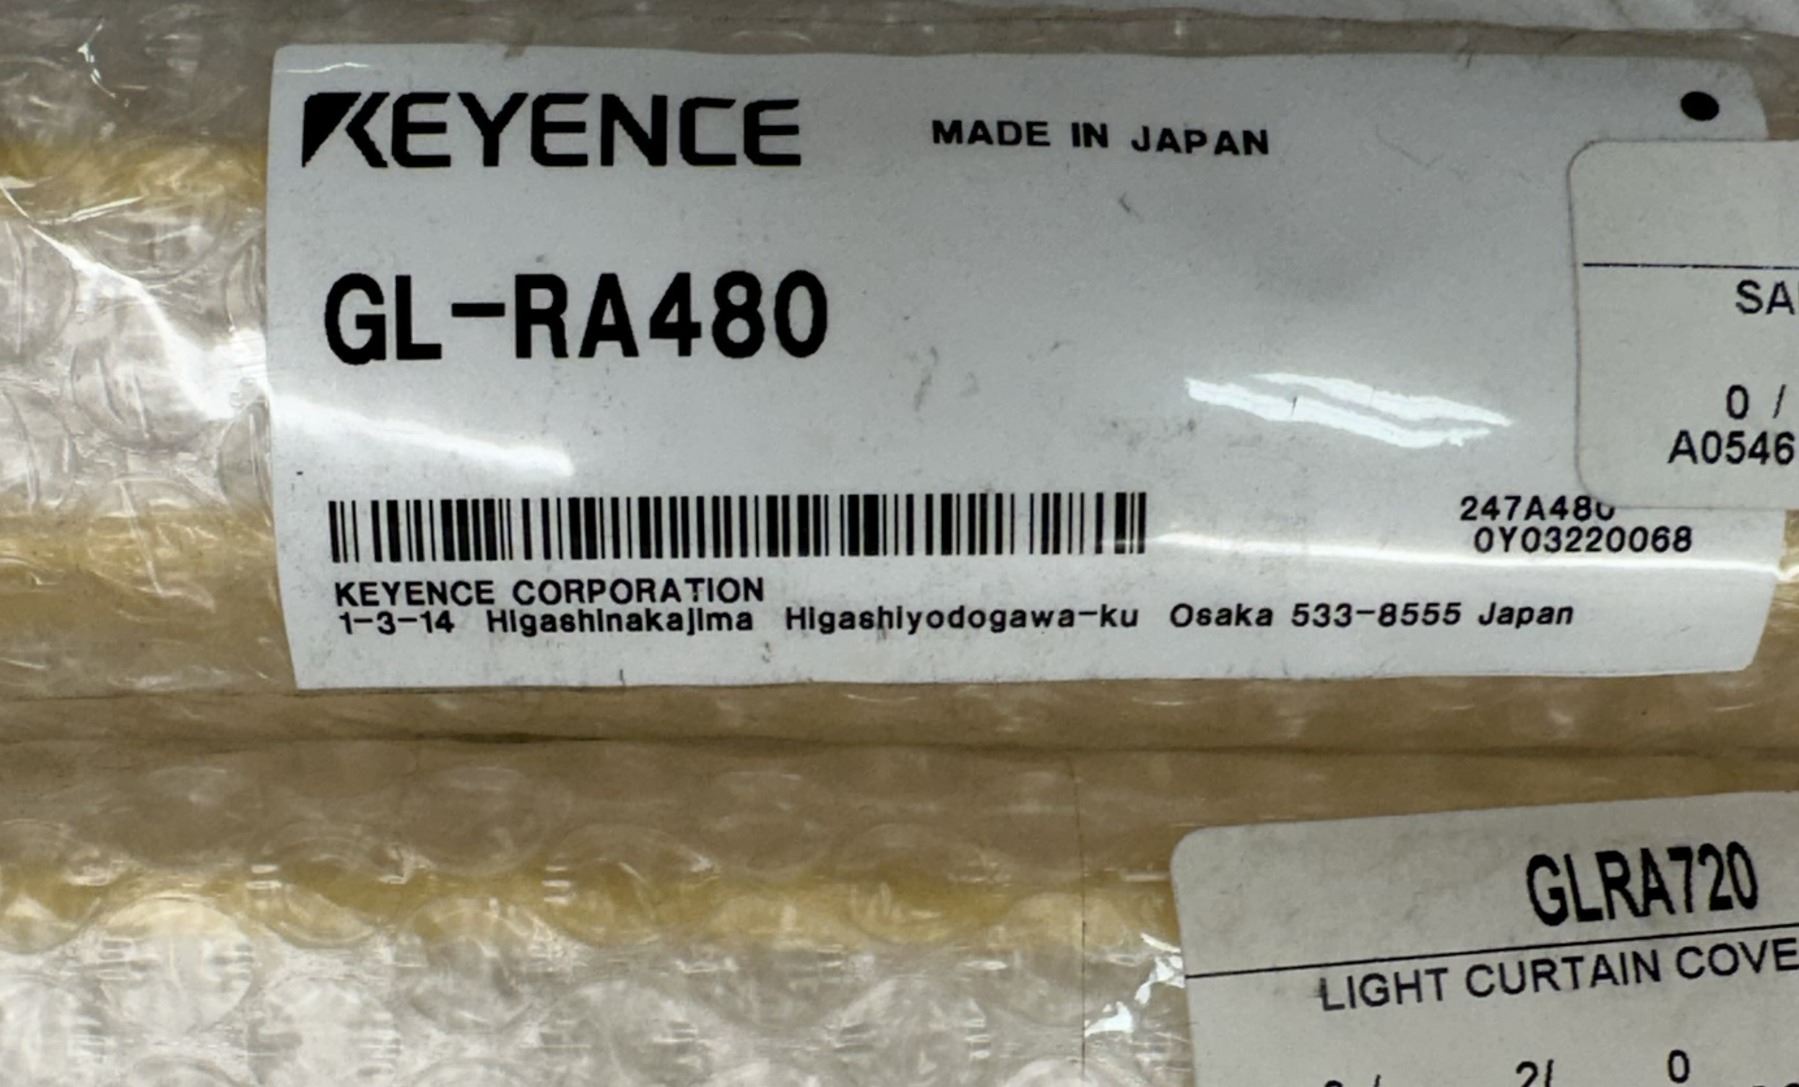 KEYENCE MADE IN JAPAN
GL-RA480
SA
0 /
A0546
247A480
0Y03220068
KEYENCE CORPORATION
1-3-14 Higashinakajima Higashiyodogawa-ku Osaka 533-8555 Japan
GLRA720
LIGHT CURTAIN COVE
0